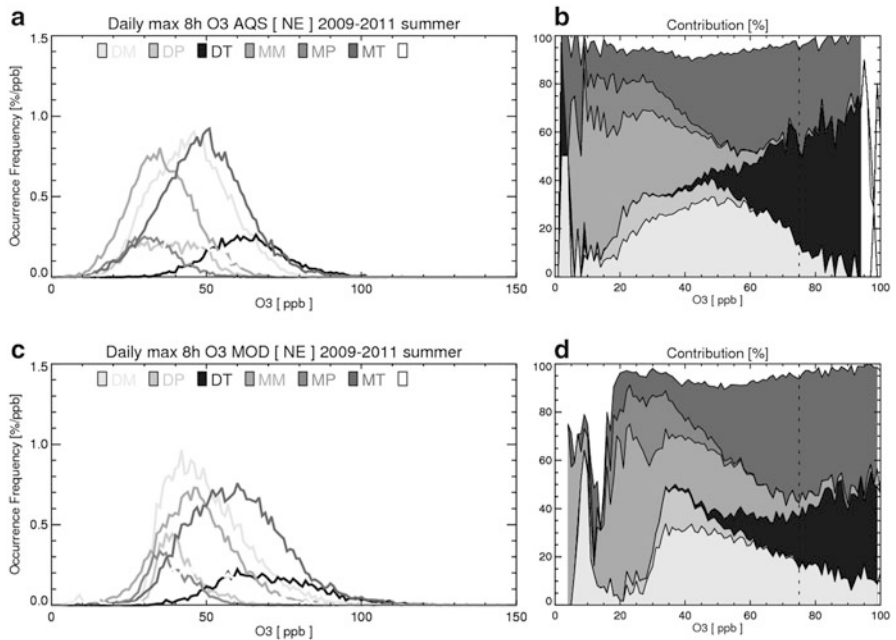 a
Daily max 8h O3 AQS [ NE ] 2009-2011 summer
1.5
DM DP DT MM MP MT
Occurrence Frequency [%/ppb]
1.0
0.5
0.0
0 50 100 150
O3 [ ppb ]
b
Contribution [%]
100
80
60
40
20
0
0 20 40 60 80 100
O3 [ ppb ]
c
Daily max 8h O3 MOD [ NE ] 2009-2011 summer
1.5
DM DP DT MM MP MT
Occurrence Frequency [%/ppb]
1.0
0.5
0.0
0 50 100 150
O3 [ ppb ]
d
Contribution [%]
100
80
60
40
20
0
0 20 40 60 80 100
O3 [ ppb ]